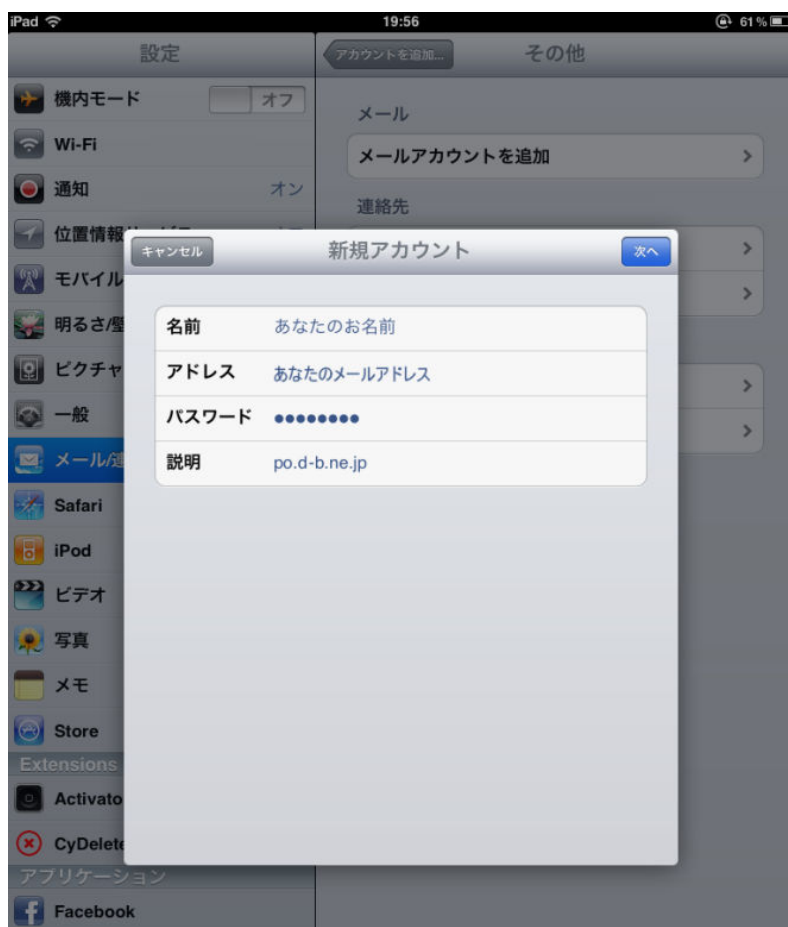 iPad 19:56 61%
設定
機内モード オフ
Wi-Fi
通知 オン
位置情報
モバイル
明るさ/壁
ピクチャ
一般
メール/連
Safari
iPod
ビデオ
写真
メモ
Store
Extensions
Activato
CyDelete
アプリケーション
Facebook
アカウントを追加... その他
メール
メールアカウントを追加
連絡先
キャンセル 新規アカウント 次へ
名前 あなたのお名前
アドレス あなたのメールアドレス
パスワード ●●●●●●●●
説明 po.d-b.ne.jp